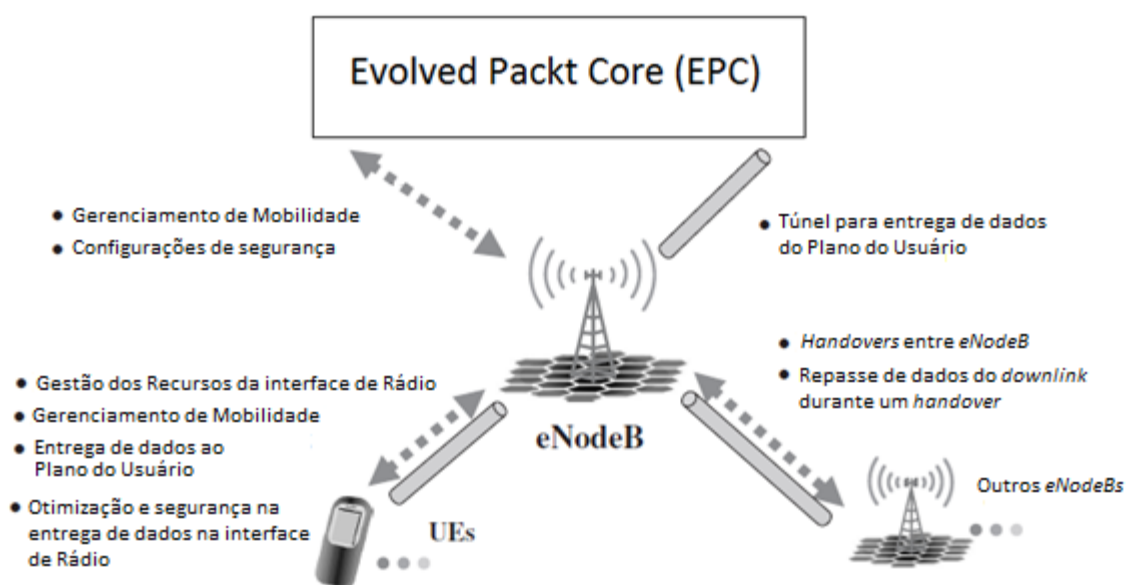 Evolved Packt Core (EPC)
• Gerenciamento de Mobilidade
• Configurações de segurança
• Túnel para entrega de dados
do Plano do Usuário
• Handovers entre eNodeB
• Repasse de dados do downlink
durante um handover
• Gestão dos Recursos da interface de Rádio
• Gerenciamento de Mobilidade
• Entrega de dados ao
Plano do Usuário
• Otimização e segurança na
entrega de dados na interface
de Rádio
eNodeB
UEs
Outros eNodeBs